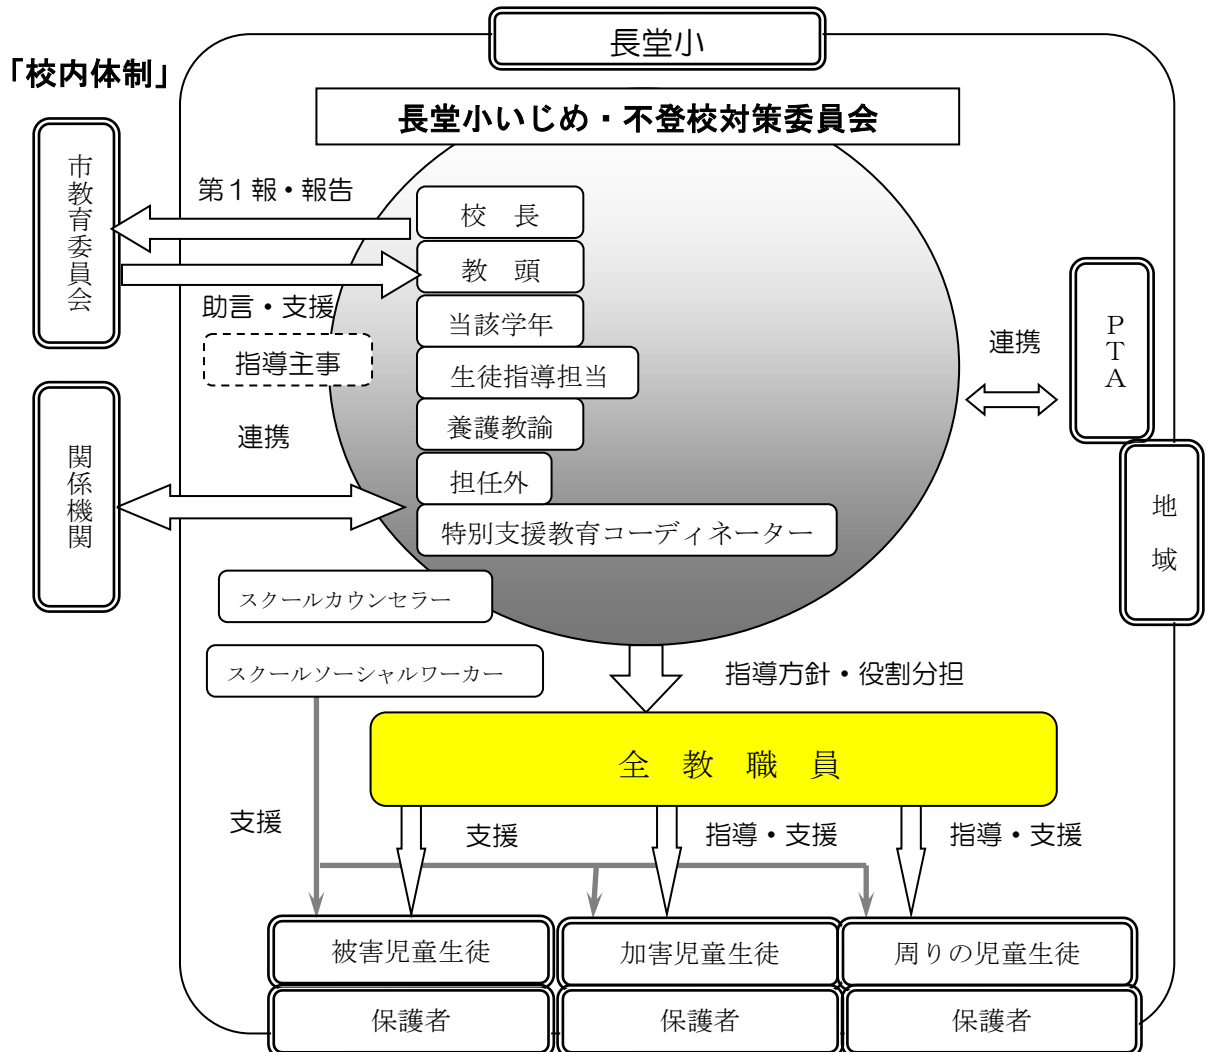 長堂小
「校内体制」
長堂小いじめ・不登校対策委員会
市教育委員会
第1報・報告
校　長
教　頭
助言・支援
当該学年
指導主事
生徒指導担当
連携
PTA
養護教諭
連携
担任外
関係機関
特別支援教育コーディネーター
地　域
スクールカウンセラー
スクールソーシャルワーカー
指導方針・役割分担
全　教　職　員
支援
支援
指導・支援
指導・支援
被害児童生徒
加害児童生徒
周りの児童生徒
保護者
保護者
保護者